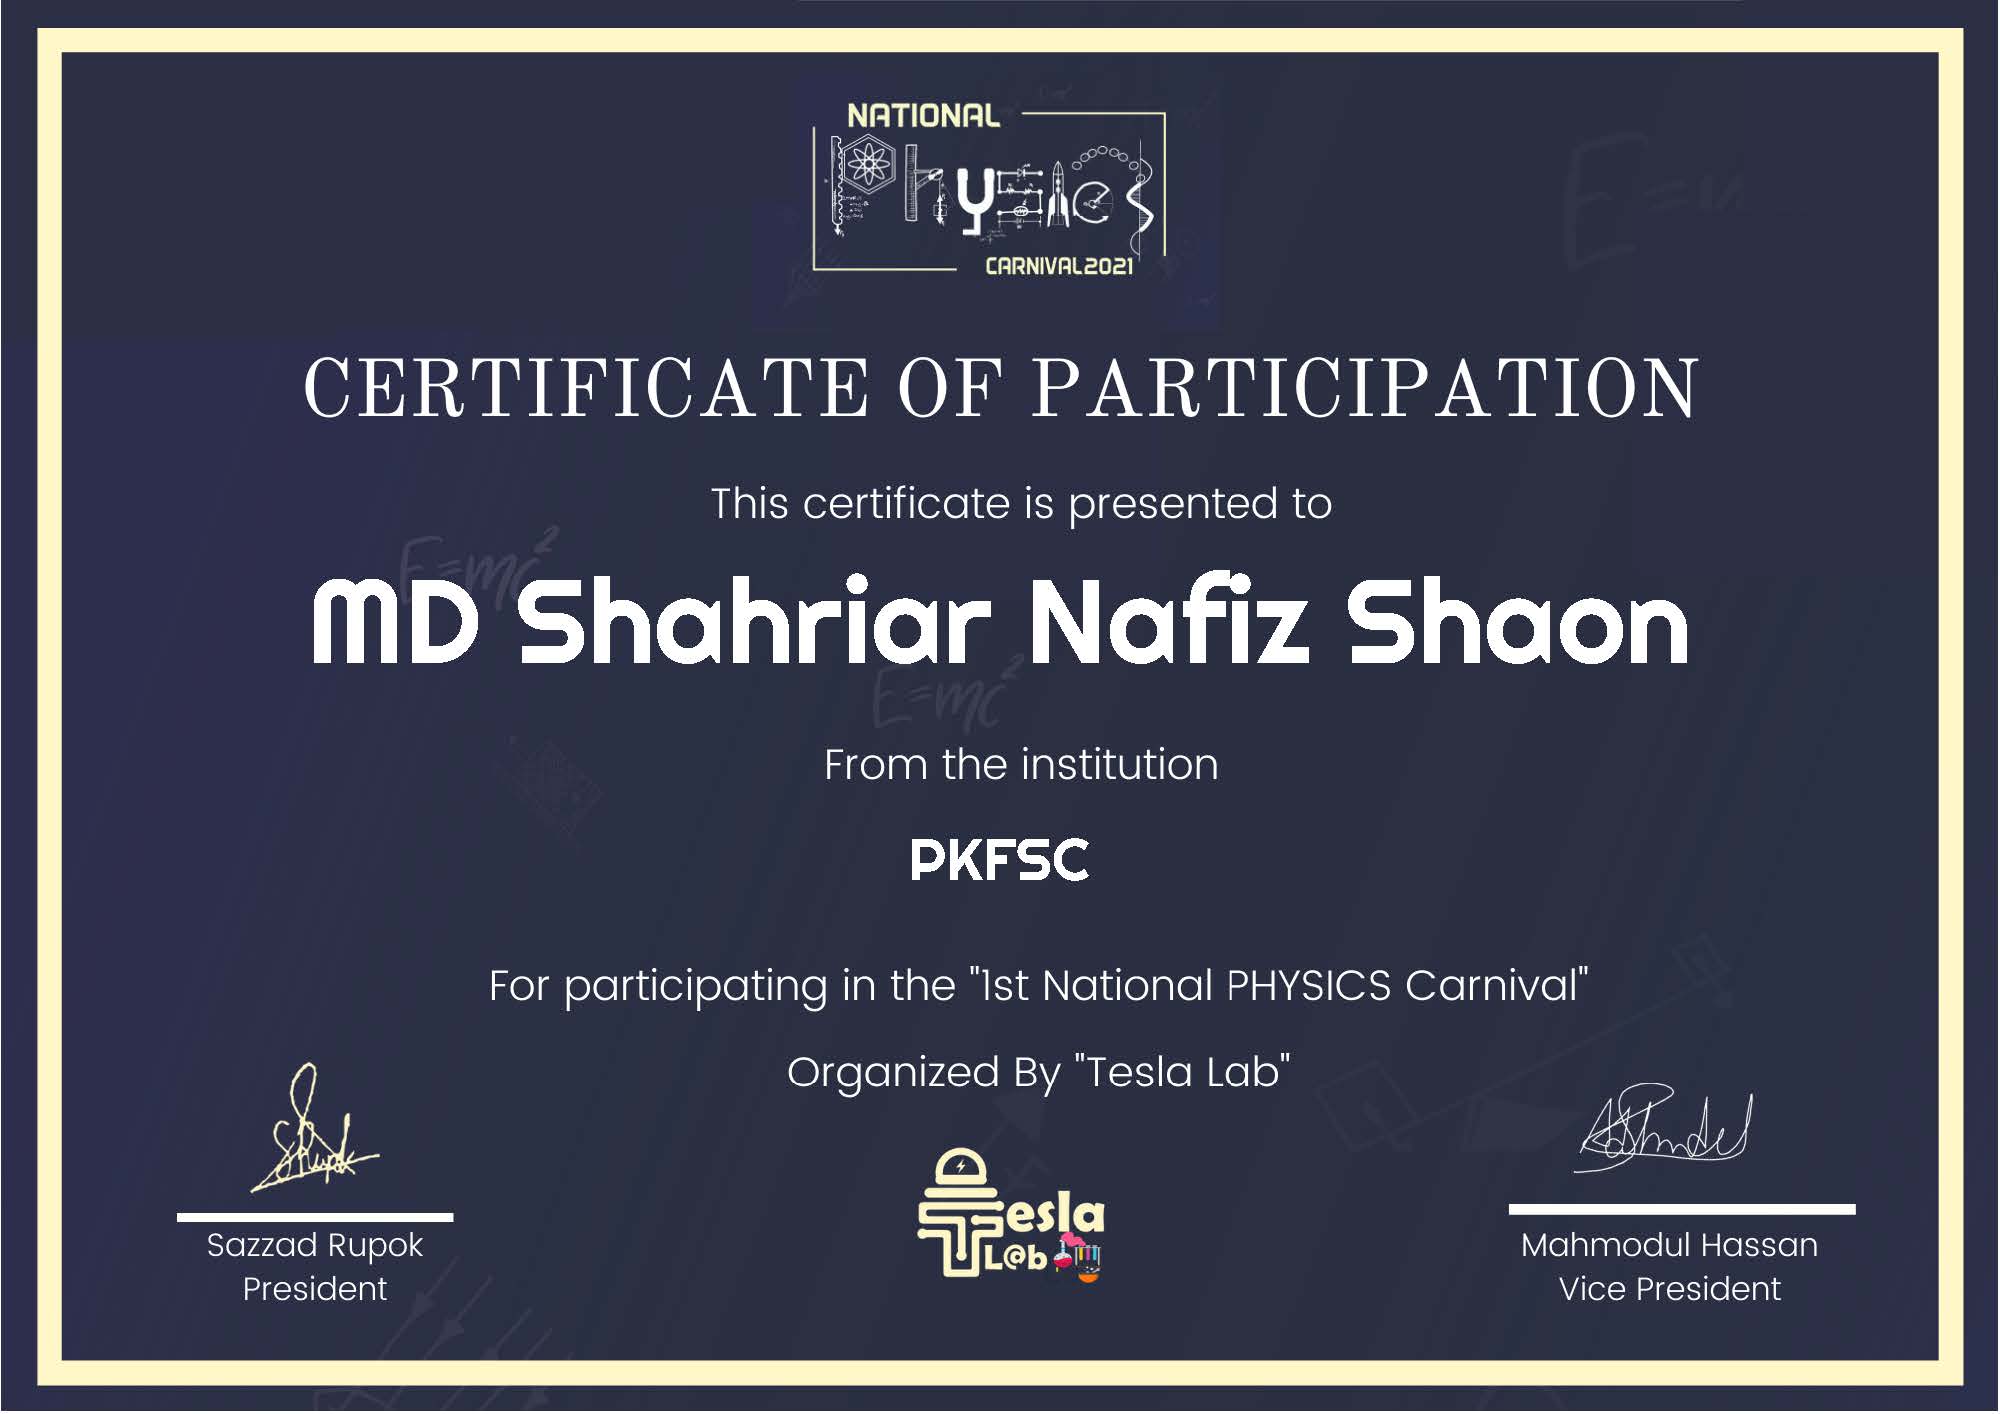 NATIONAL
Physics
CARNIVAL2021
CERTIFICATE OF PARTICIPATION
This certificate is presented to
E=mc²
MD Shahriar Nafiz Shaon
E=mc²
From the institution
PKFSC
For participating in the "1st National PHYSICS Carnival"
Organized By "Tesla Lab"
Tesla
L@b
Sazzad Rupok
President
Mahmodul Hassan
Vice President